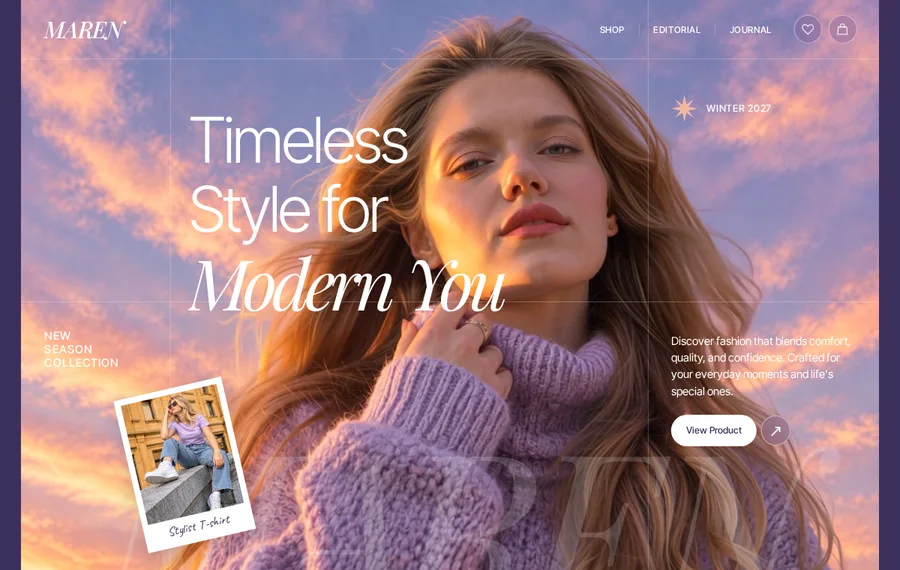 MAREN
SHOP
EDITORIAL
JOURNAL
WINTER 2027
Timeless
Style for
Modern You
NEW
SEASON
COLLECTION
Discover fashion that blends comfort,
quality, and confidence. Crafted for
your everyday moments and life's
special ones.
View Product
Stylist T-shirt
MAREN